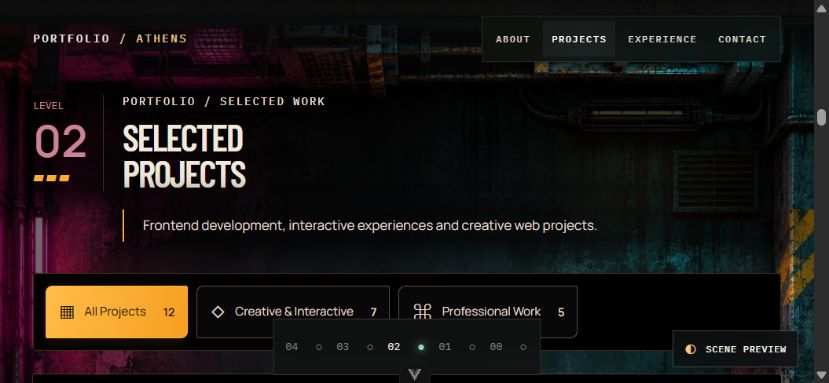 PORTFOLIO / ATHENS
ABOUT PROJECTS EXPERIENCE CONTACT
LEVEL
02
PORTFOLIO / SELECTED WORK
SELECTED
PROJECTS
Frontend development, interactive experiences and creative web projects.
All Projects 12
Creative & Interactive 7
Professional Work 5
04 03 02 01 00
SCENE PREVIEW